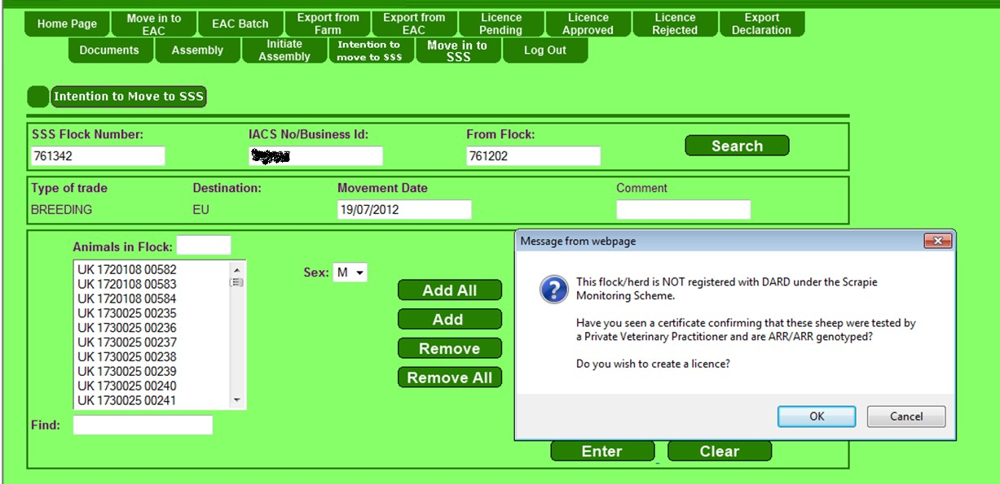 Home Page
Move in to
EAC
EAC Batch
Export from
Farm
Export from
EAC
Licence
Pending
Licence
Approved
Licence
Rejected
Export
Declaration
Documents
Assembly
Initiate
Assembly
Intention to
move to SSS
Move in to
SSS
Log Out
Intention to Move to SSS
SSS Flock Number:
IACS No/Business Id:
From Flock:
761342
761202
Search
Type of trade
Destination:
Movement Date
Comment
BREEDING
EU
19/07/2012
Animals in Flock:
UK 1720108 00582
UK 1720108 00583
UK 1720108 00584
UK 1730025 00235
UK 1730025 00236
UK 1730025 00237
UK 1730025 00238
UK 1730025 00239
UK 1730025 00240
UK 1730025 00241
Find:
Sex: M
Add All
Add
Remove
Remove All
Message from webpage
This flock/herd is NOT registered with DARD under the Scrapie
Monitoring Scheme.
Have you seen a certificate confirming that these sheep were tested by
a Private Veterinary Practitioner and are ARR/ARR genotyped?
Do you wish to create a licence?
OK
Cancel
Enter
Clear